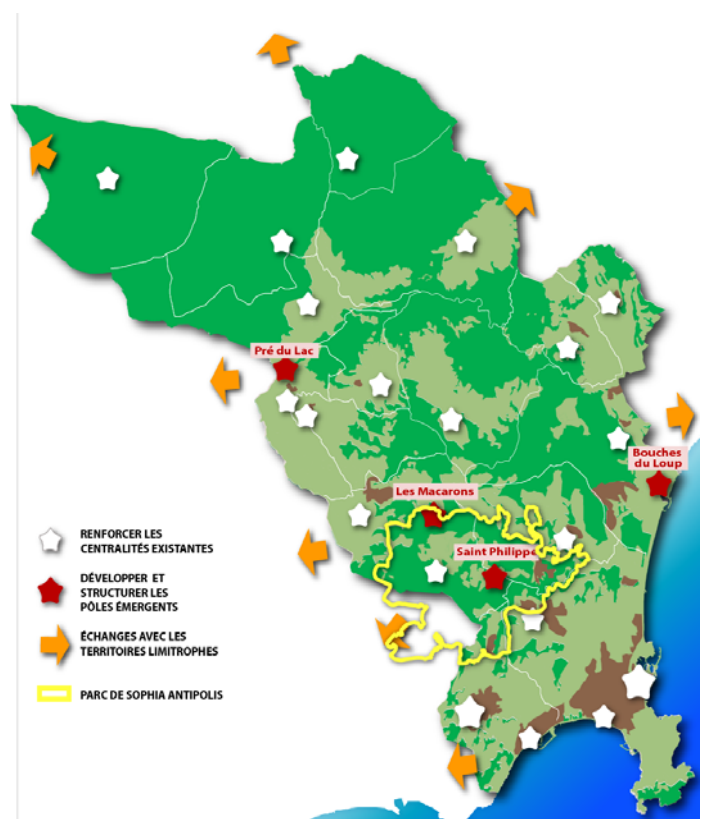 Pré du Lac
Bouches
du Loup
Les Macarons
Saint Philippe
RENFORCER LES
CENTRALITÉS EXISTANTES
DÉVELOPPER ET
STRUCTURER LES
PÔLES ÉMERGENTS
ÉCHANGES AVEC LES
TERRITOIRES LIMITROPHES
PARC DE SOPHIA ANTIPOLIS